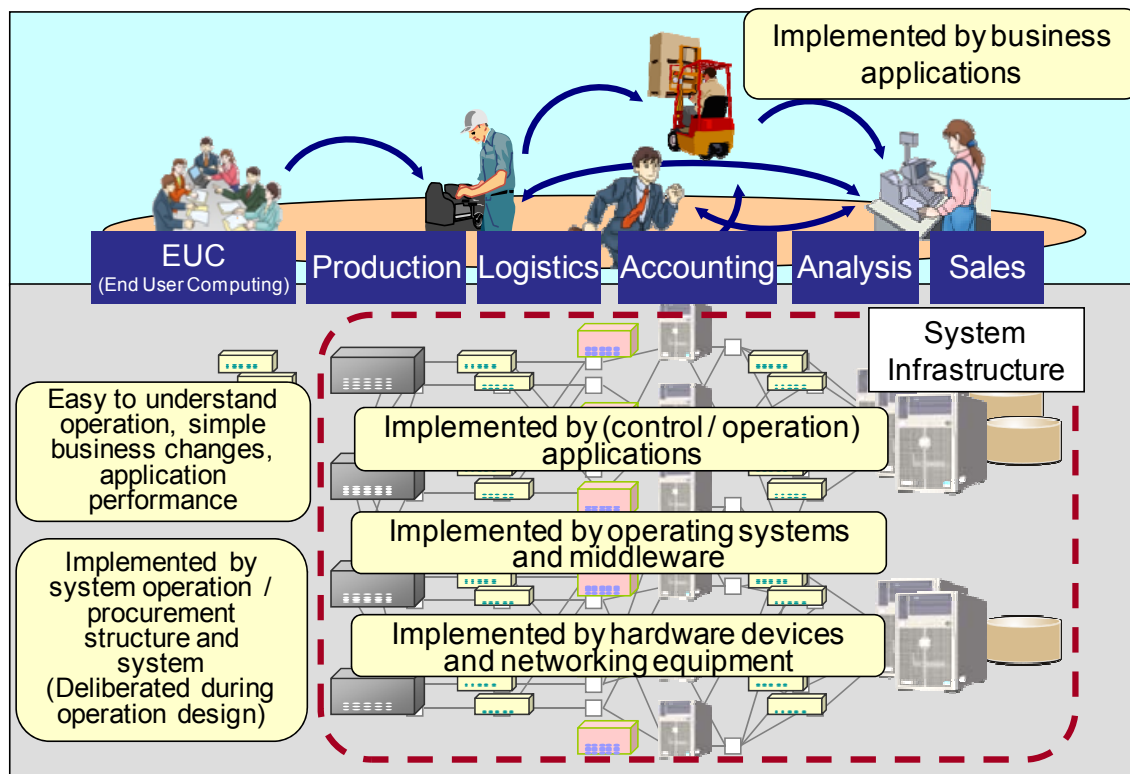 Implemented by business
applications
EUC
(End User Computing)
Production
Logistics
Accounting
Analysis
Sales
System
Infrastructure
Easy to understand
operation, simple
business changes,
application
performance
Implemented by (control / operation)
applications
Implemented by operating systems
and middleware
Implemented by
system operation /
procurement
structure and
system
(Deliberated during
operation design)
Implemented by hardware devices
and networking equipment